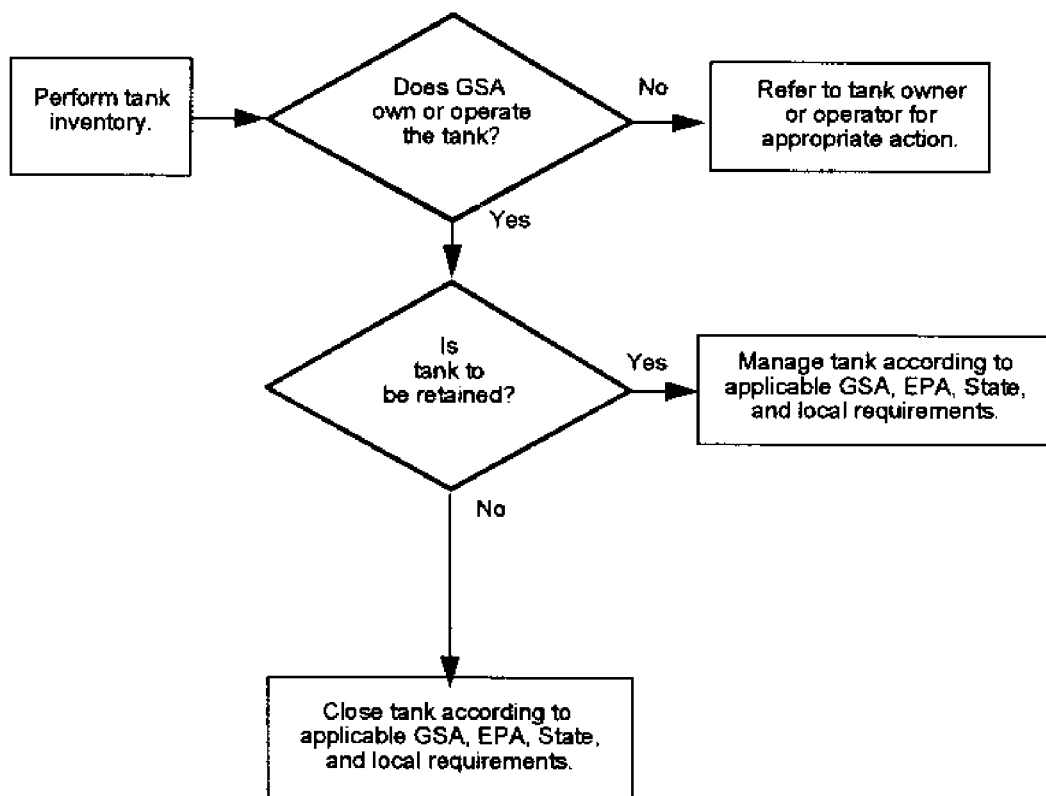 Perform tank
inventory.
Does GSA
own or operate
the tank?
No
Refer to tank owner
or operator for
appropriate action.
Yes
Is
tank to
be retained?
Yes
Manage tank according to
applicable GSA, EPA, State,
and local requirements.
No
Close tank according to
applicable GSA, EPA, State,
and local requirements.